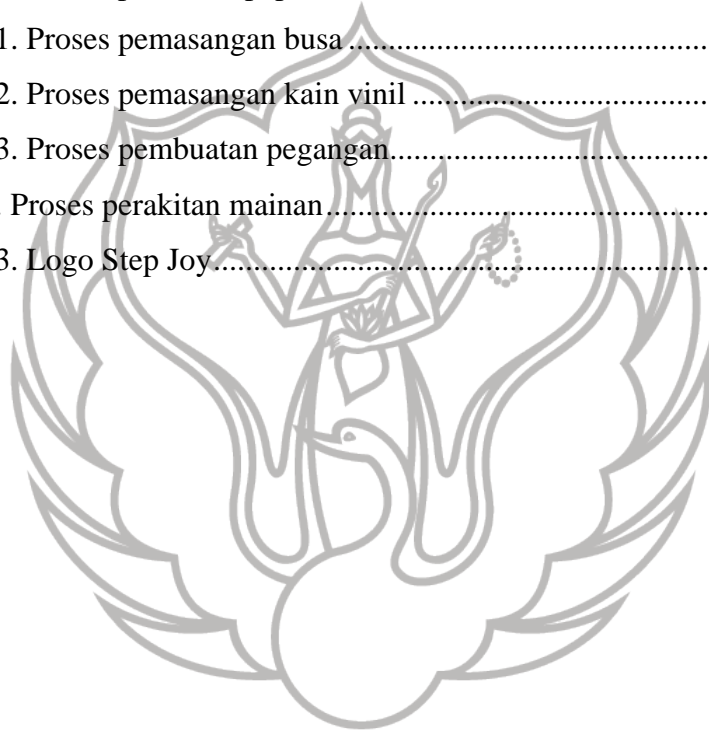 1. Proses pemasangan busa................................................
2. Proses pemasangan kain vinil........................................
3. Proses pembuatan pegangan...........................................
. Proses perakitan mainan..................................................
3. Logo Step Joy...................................................................